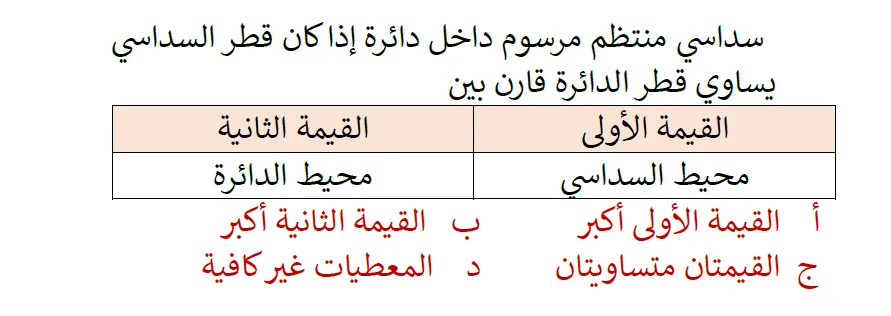 سداسي منتظم مرسوم داخل دائرة إذا كان قطر السداسي
يساوي قطر الدائرة قارن بين
القيمة الأولى القيمة الثانية
محيط السداسي محيط الدائرة
أ القيمة الأولى أكبر ب القيمة الثانية أكبر
ج القيمتان متساويتان د المعطيات غير كافية